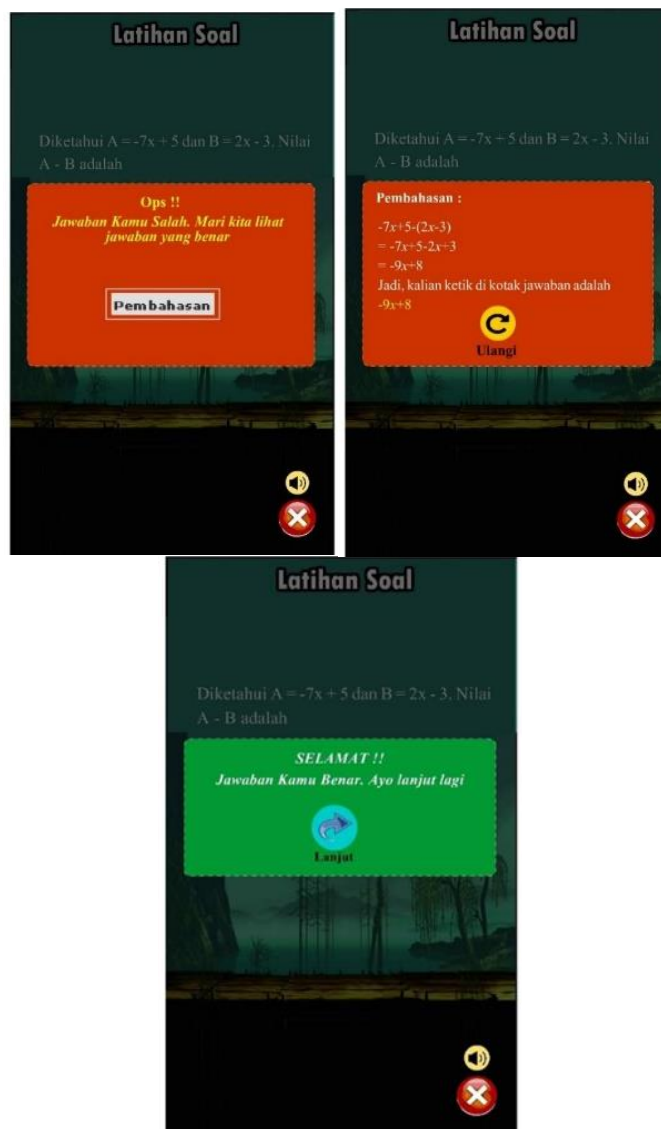 Latihan Soal
Diketahui A = -7x + 5 dan B = 2x - 3. Nilai
A - B adalah
Ops !!
Jawaban Kamu Salah. Mari kita lihat
jawaban yang benar
Pembahasan
Latihan Soal
Diketahui A = -7x + 5 dan B = 2x - 3. Nilai
A - B adalah
Pembahasan :
-7x+5-(2x-3)
= -7x+5-2x+3
= -9x+8
Jadi, kalian ketik di kotak jawaban adalah
-9x+8
Ulangi
Latihan Soal
Diketahui A = -7x + 5 dan B = 2x - 3. Nilai
A - B adalah
SELAMAT !!
Jawaban Kamu Benar. Ayo lanjut lagi
Lanjut